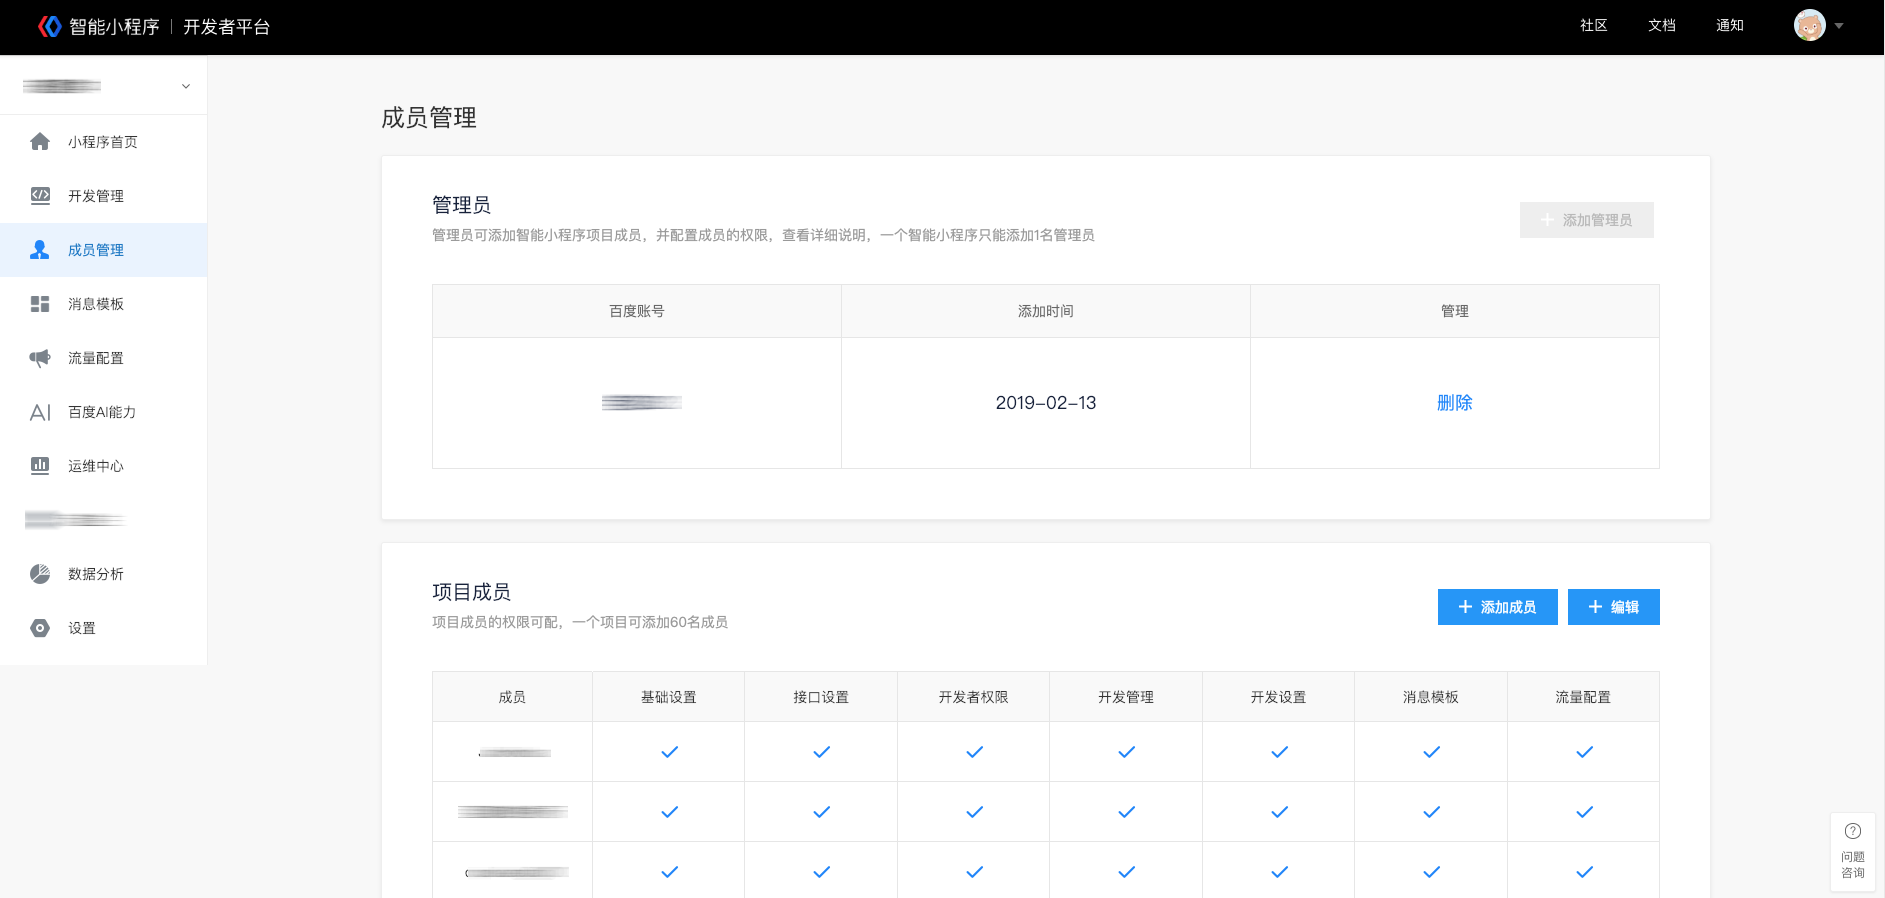 智能小程序 | 开发者平台
社区 文档 通知
小程序首页
开发管理
成员管理
消息模板
流量配置
AI 百度AI能力
运维中心
数据分析
设置
成员管理
管理员
管理员可添加智能小程序项目成员，并配置成员的权限，查看详细说明，一个智能小程序只能添加1名管理员
添加管理员
百度账号 添加时间 管理
2019-02-13 删除
项目成员
项目成员的权限可配，一个项目可添加60名成员
添加成员 编辑
成员 基础设置 接口设置 开发者权限 开发管理 开发设置 消息模板 流量配置
问题
咨询